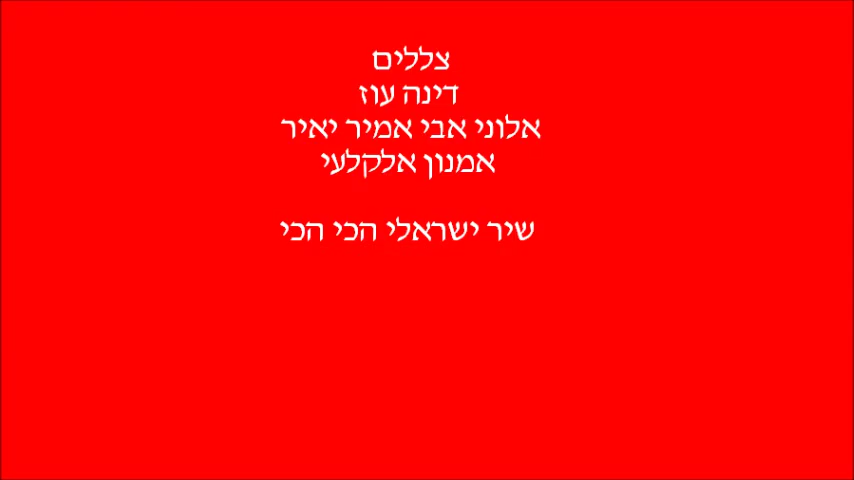 צללים
דינה עוז
אלוני אבי אמיר יאיר
אמנון אלקלעי
שיר ישראלי הכי הכי